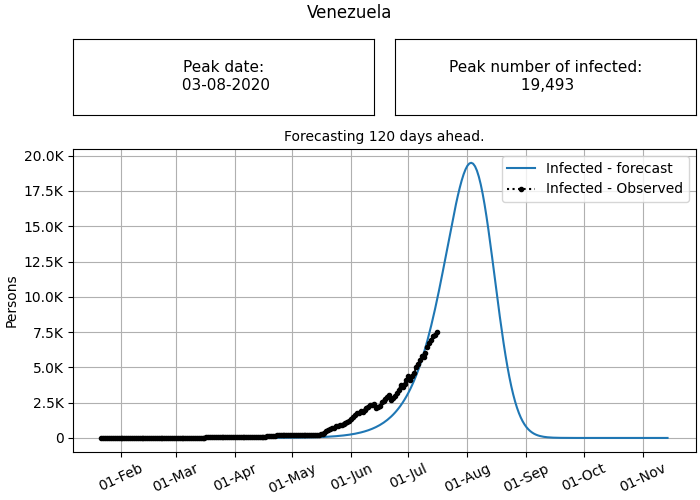 Venezuela
Peak date:
03-08-2020
Peak number of infected:
19,493
Forecasting 120 days ahead.
Infected - forecast
Infected - Observed
Persons
20.0K
17.5K
15.0K
12.5K
10.0K
7.5K
5.0K
2.5K
0
01-Feb
01-Mar
01-Apr
01-May
01-Jun
01-Jul
01-Aug
01-Sep
01-Oct
01-Nov